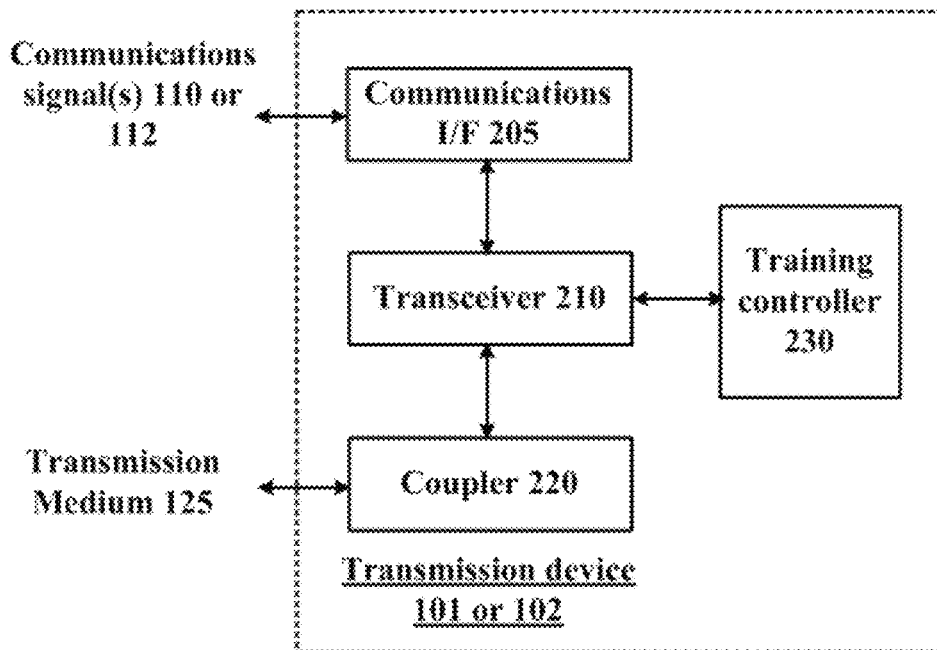 Communications
signal(s) 110 or
112
Communications
I/F 205
Transceiver 210
Training
controller
230
Transmission
Medium 125
Coupler 220
Transmission device
101 or 102